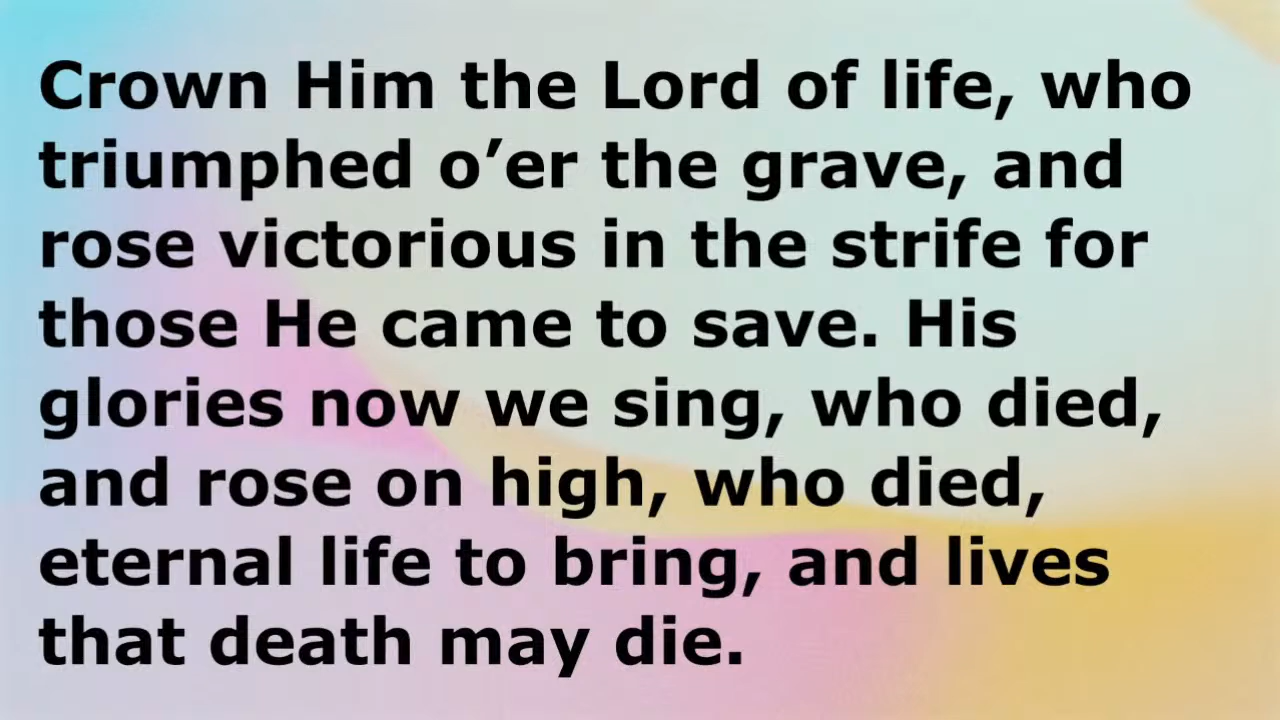 Crown Him the Lord of life, who
triumphed o’er the grave, and
rose victorious in the strife for
those He came to save. His
glories now we sing, who died,
and rose on high, who died,
eternal life to bring, and lives
that death may die.